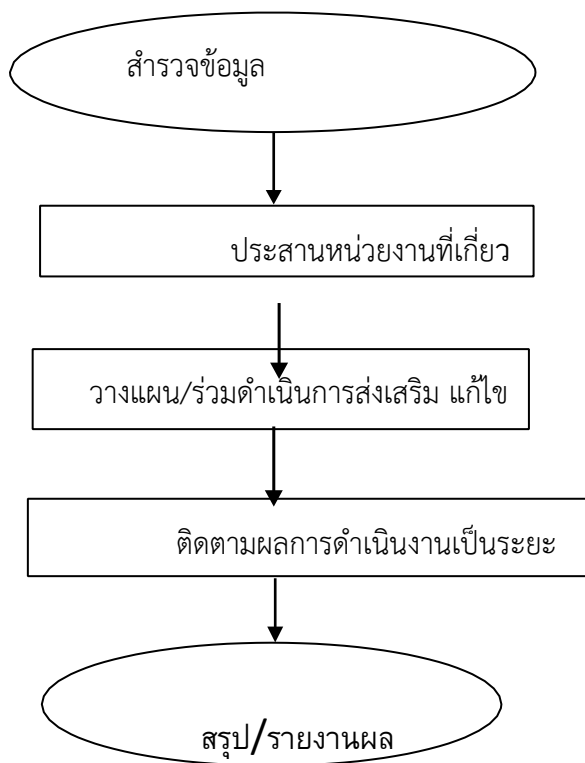 สำรวจข้อมูล
ประสานหน่วยงานที่เกี่ยว
วางแผน/ร่วมดำเนินการส่งเสริม แก้ไข
ติดตามผลการดำเนินงานเป็นระยะ
สรุป/รายงานผล